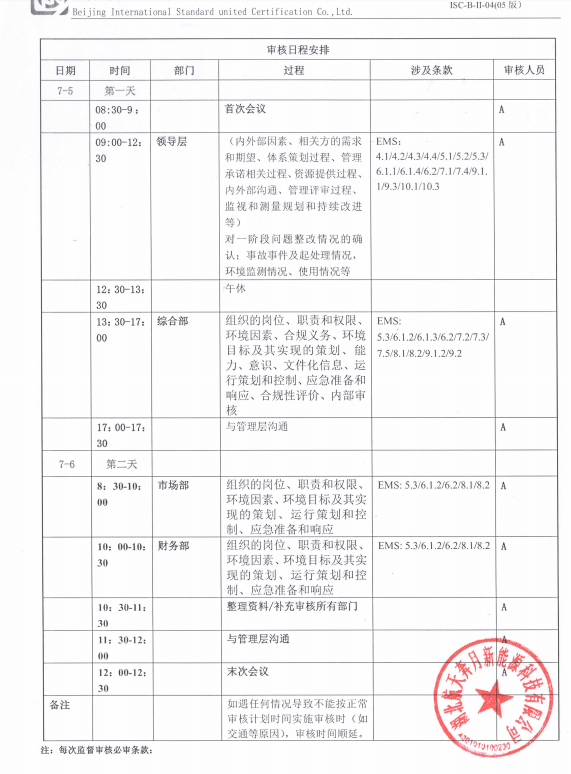 ISC-B-II-04(05 版)
Beijing International Standard united Certification Co.,Ltd.
审核日程安排
日期 时间 部门 过程 涉及条款 审核人员
7-5 第一天
08:30-9:
00
首次会议
A
09:00-12:
30
领导层
（内外部因素、相关方的需求
和期望、体系策划过程、管理
承诺相关过程、资源提供过程、
内外部沟通、管理评审过程、
监视和测量规划和持续改进
等）
对一阶段问题整改情况的确
认；事故事件及起处理情况，
环境监测情况、使用情况等
EMS:
4.1/4.2/4.3/4.4/5.1/5.2/5.3/
6.1.1/6.1.4/6.2/7.1/7.4/9.1.
1/9.3/10.1/10.3
A
12:30-13:
30
午休
13:30-17:
00
综合部
组织的岗位、职责和权限、
环境因素、合规义务、环境
目标及其实现的策划、能
力、意识、文件化信息、运
行策划和控制、应急准备和
响应、合规性评价、内部审
核
EMS:
5.3/6.1.2/6.1.3/6.2/7.2/7.3/
7.5/8.1/8.2/9.1.2/9.2
A
17:00-17:
30
与管理层沟通
A
7-6 第二天
8：30-10：
00
市场部
组织的岗位、职责和权限、
环境因素、环境目标及其实
现的策划、运行策划和控
制、应急准备和响应
EMS: 5.3/6.1.2/6.2/8.1/8.2
A
10：00-10：
30
财务部
组织的岗位、职责和权限、
环境因素、环境目标及其实
现的策划、运行策划和控
制、应急准备和响应
EMS: 5.3/6.1.2/6.2/8.1/8.2
A
10：30-11：
30
整理资料/补充审核所有部门
A
11：30-12：
00
与管理层沟通
A
12：00-12：
30
末次会议
A
备注
如遇任何情况导致不能按正常
审核计划时间实施审核时（如
交通等原因），审核时间顺延。
湖北航天奔月新能源科技有限公司
注：每次监督审核必审条款：